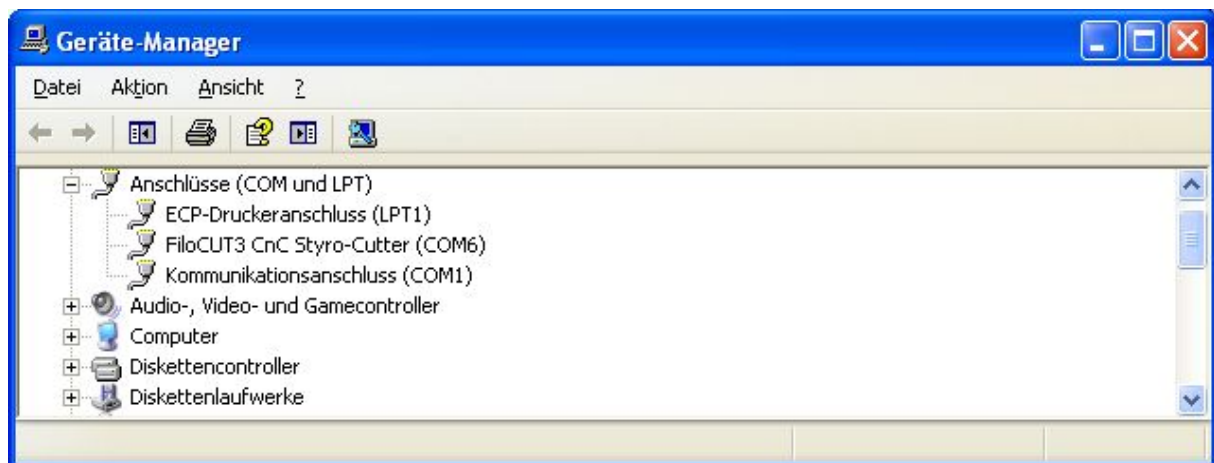 Geräte-Manager
Datei Aktion Ansicht ?
Anschlüsse (COM und LPT)
ECP-Druckeranschluss (LPT1)
FiloCUT3 CnC Styro-Cutter (COM6)
Kommunikationsanschluss (COM1)
Audio-, Video- und Gamecontroller
Computer
Diskettencontroller
Diskettenlaufwerke